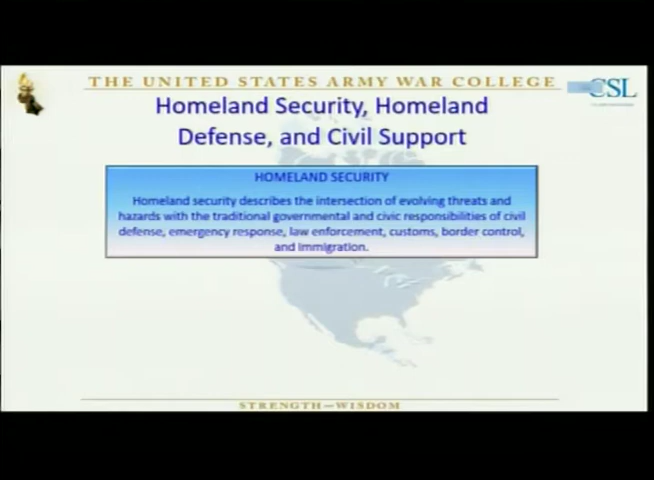 THE UNITED STATES ARMY WAR COLLEGE
CSL
Homeland Security, Homeland
Defense, and Civil Support
HOMELAND SECURITY
Homeland security describes the intersection of evolving threats and
hazards with the traditional governmental and civic responsibilities of civil
defense, emergency response, law enforcement, customs, border control,
and immigration.
STRENGTH—WISDOM